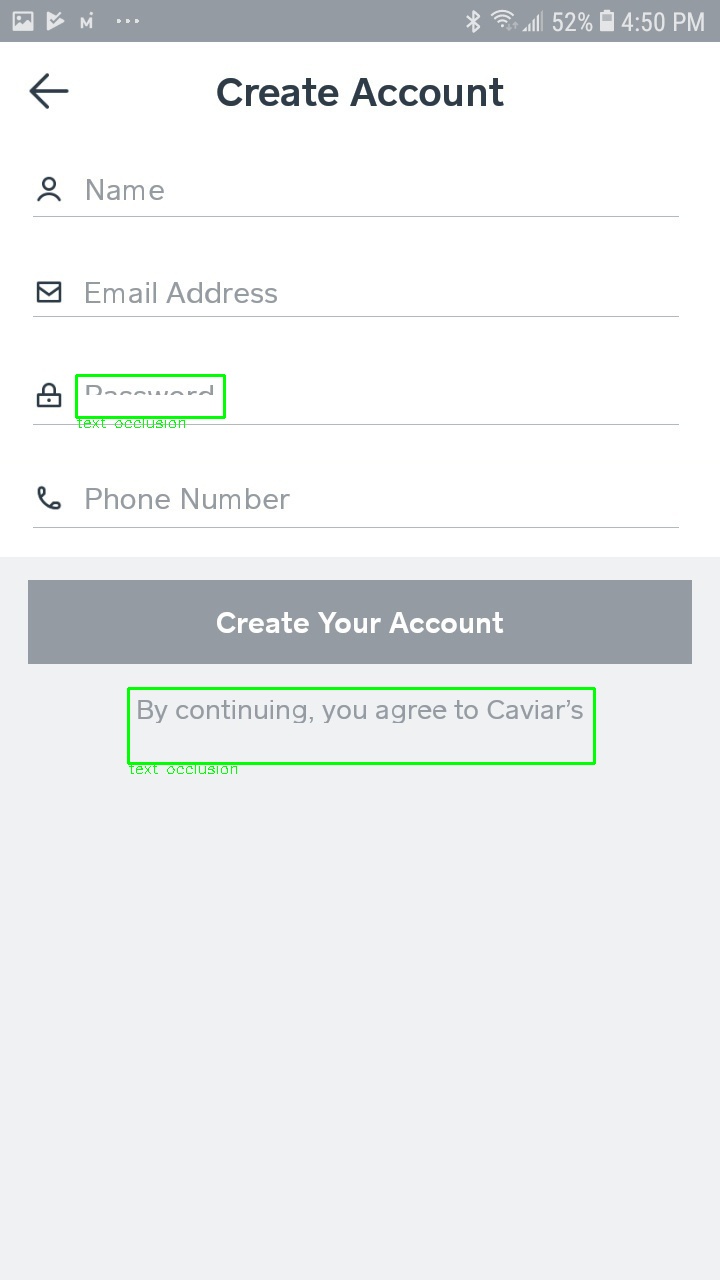 52% 4:50 PM
Create Account
Name
Email Address
Password
text occlusion
Phone Number
Create Your Account
By continuing, you agree to Caviar's
text occlusion